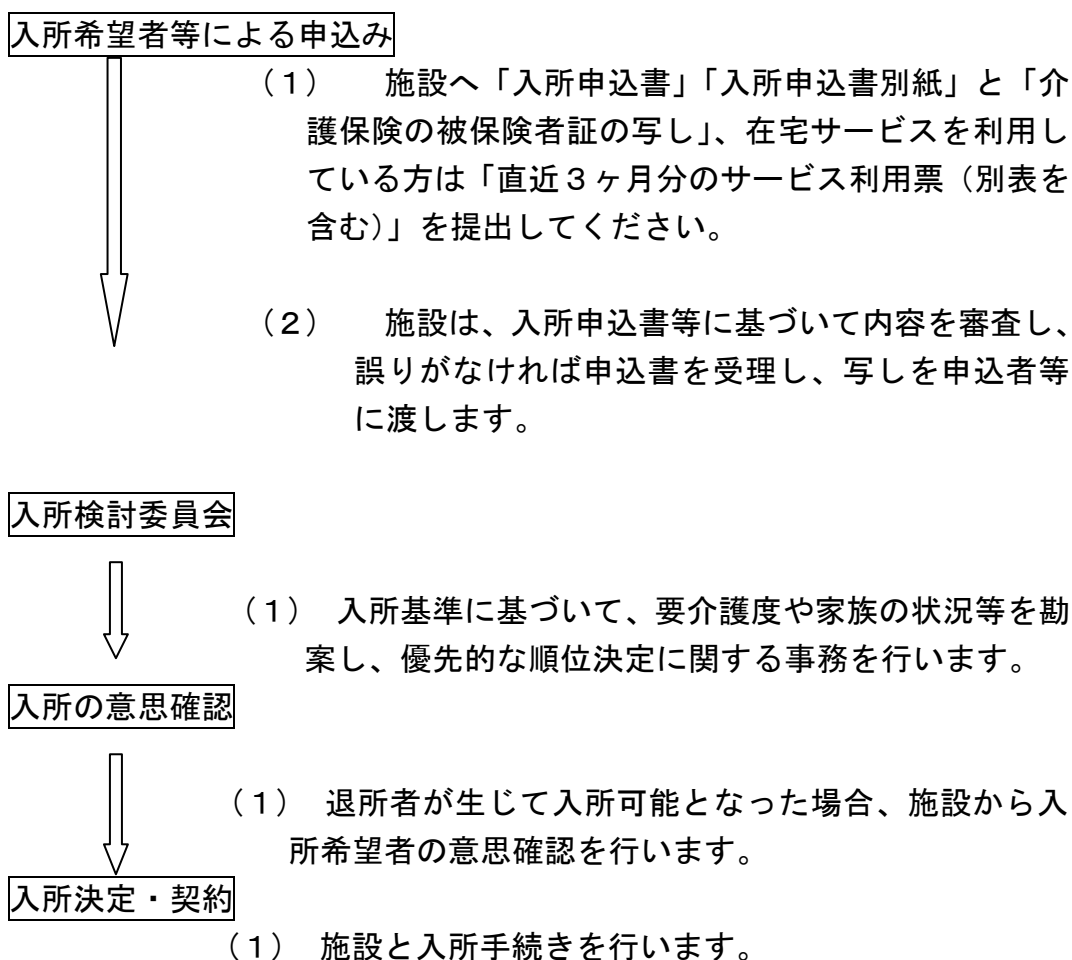 入所希望者等による申込み
(1)　　施設へ「入所申込書」「入所申込書別紙」と「介
護保険の被保険者証の写し」、在宅サービスを利用し
ている方は「直近3ヶ月分のサービス利用票（別表を
含む）」を提出してください。
(2)　　施設は、入所申込書等に基づいて内容を審査し、
誤りがなければ申込書を受理し、写しを申込者等
に渡します。
入所検討委員会
(1)　入所基準に基づいて、要介護度や家族の状況等を勘
案し、優先的な順位決定に関する事務を行います。
入所の意思確認
(1)　退所者が生じて入所可能となった場合、施設から入
所希望者の意思確認を行います。
入所決定・契約
(1)　施設と入所手続きを行います。